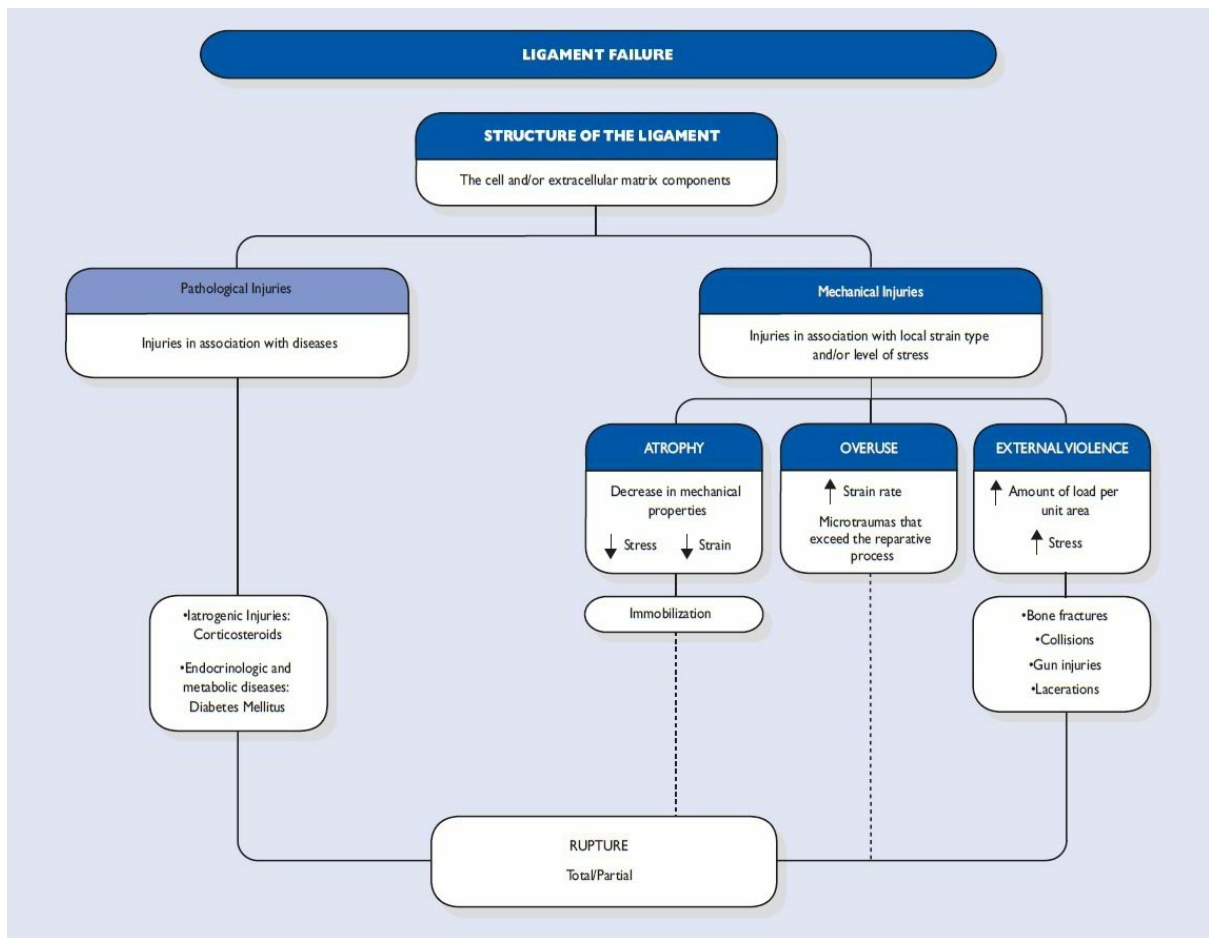 LIGAMENT FAILURE
STRUCTURE OF THE LIGAMENT
The cell and/or extracellular matrix components
Pathological Injuries
Injuries in association with diseases
Mechanical Injuries
Injuries in association with local strain type
and/or level of stress
ATROPHY
Decrease in mechanical
properties
↓ Stress ↓ Strain
Immobilization
OVERUSE
↑ Strain rate
Microtraumas that
exceed the reparative
process
EXTERNAL VIOLENCE
↑ Amount of load per
unit area
↑ Stress
•Iatrogenic Injuries:
Corticosteroids
•Endocrinologic and
metabolic diseases:
Diabetes Mellitus
•Bone fractures
•Collisions
•Gun injuries
•Lacerations
RUPTURE
Total/Partial